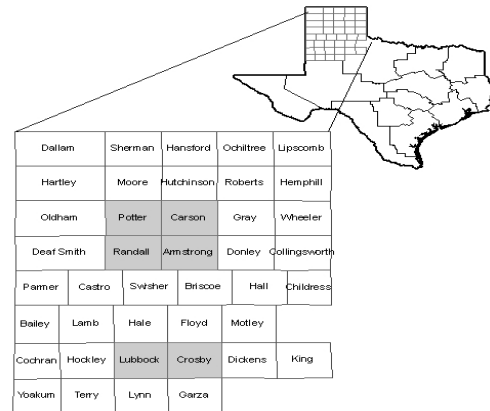 Dallam Sherman Hansford Ochiltree Lipscomb
Hartley Moore Hutchinson Roberts Hemphill
Oldham Potter Carson Gray Wheeler
Deaf Smith Randall Armstrong Donley Collingsworth
Parmer Castro Swisher Briscoe Hall Childress
Bailey Lamb Hale Floyd Motley
Cochran Hockley Lubbock Crosby Dickens King
Yoakum Terry Lynn Garza